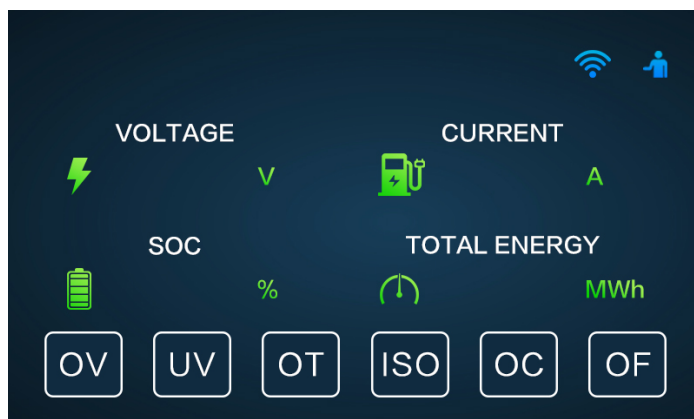 VOLTAGE CURRENT
V A
SOC TOTAL ENERGY
% MWh
OV UV OT ISO OC OF